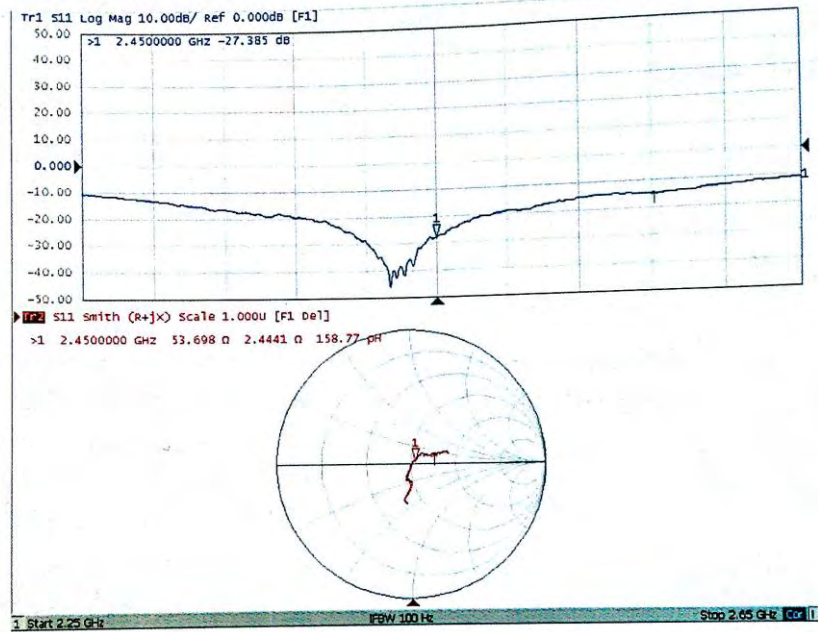 Tr1 S11 Log Mag 10.00dB/ Ref 0.000dB [F1]
50.00
>1 2.4500000 GHz -27.385 dB
40.00
30.00
20.00
10.00
0.000
-10.00
1
1
-20.00
-30.00
-40.00
-50.00
Tr2 S11 Smith (R+jX) Scale 1.000U [F1 Del]
>1 2.4500000 GHz 53.698 Ω 2.4441 Ω 158.77 pH
1
1 Start 2.25 GHz IFBW 100 Hz Stop 2.65 GHz Cor